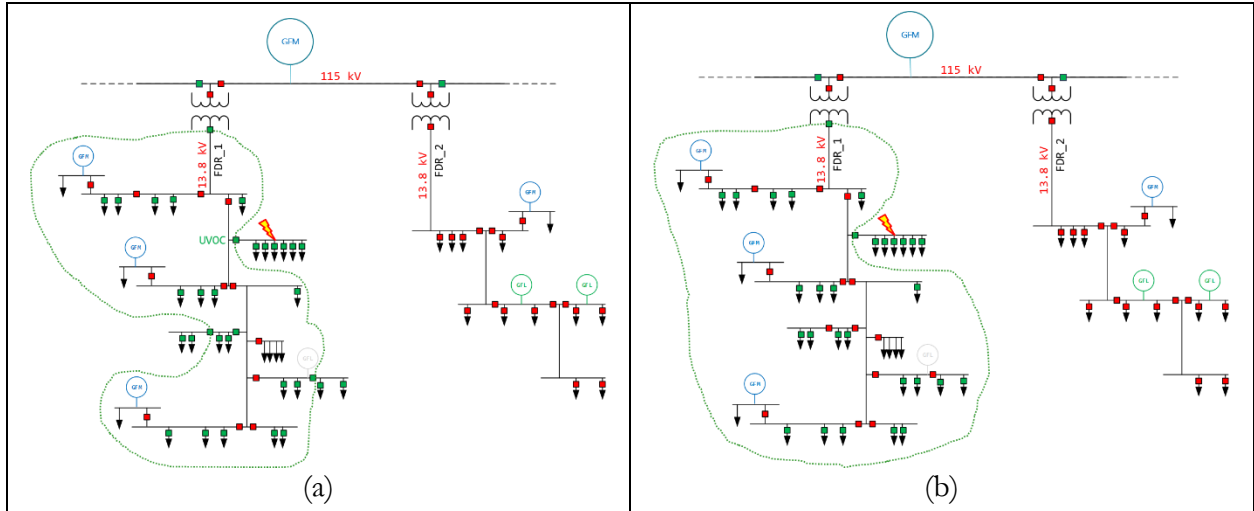 GFM
115 kV
13.8 kV
FDR_1
13.8 kV
FDR_2
GFM
GFM
UVOC
GFM
GFL
GFL
GFL
GFM
(a)
GFM
115 kV
13.8 kV
FDR_1
13.8 kV
FDR_2
GFM
GFM
GFM
GFL
GFL
GFL
GFM
(b)